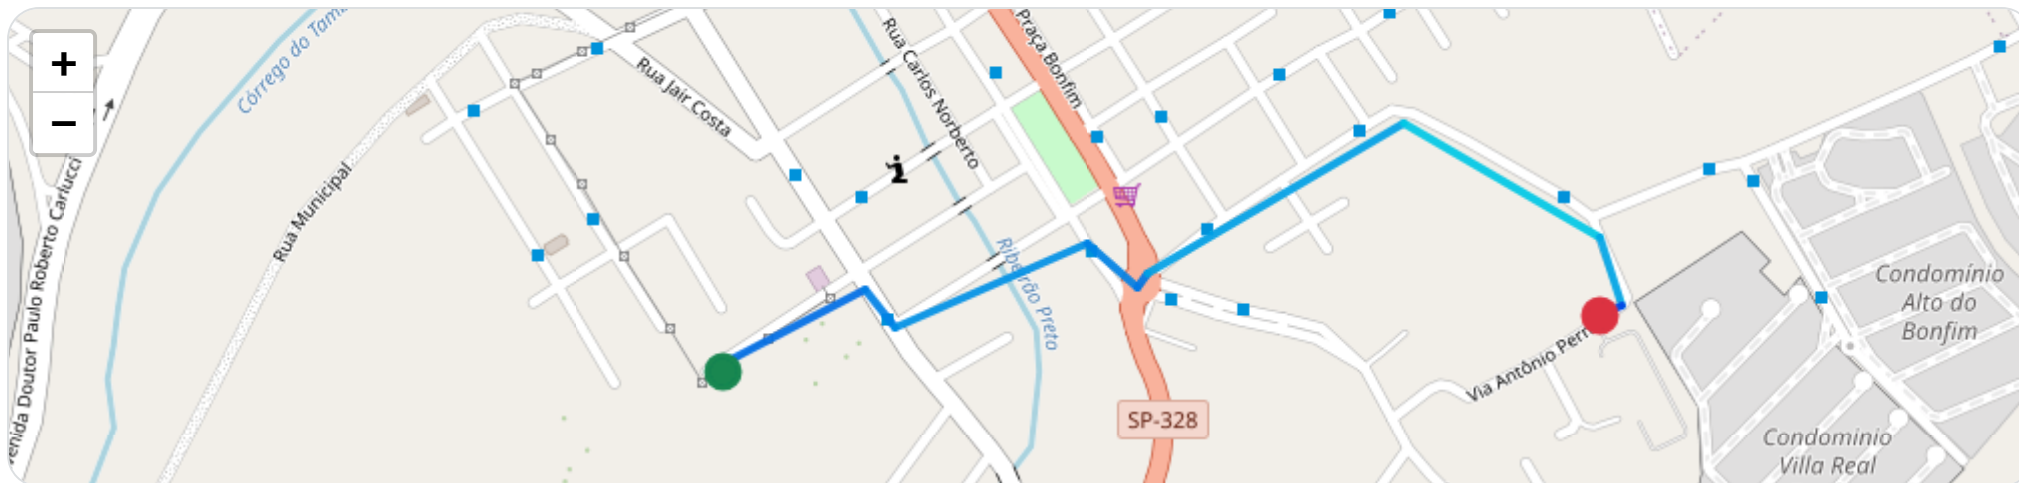 +
−
Córrego do Tam
Rua Jair Costa
Rua Carlos Norberto
Praça Bonfim
Rua Municipal
Avenida Doutor Paulo Roberto Carlucci
Ribeirão Preto
SP-328
Via Antônio Perr
Condomínio
Alto do
Bonfim
Condomínio
Villa Real